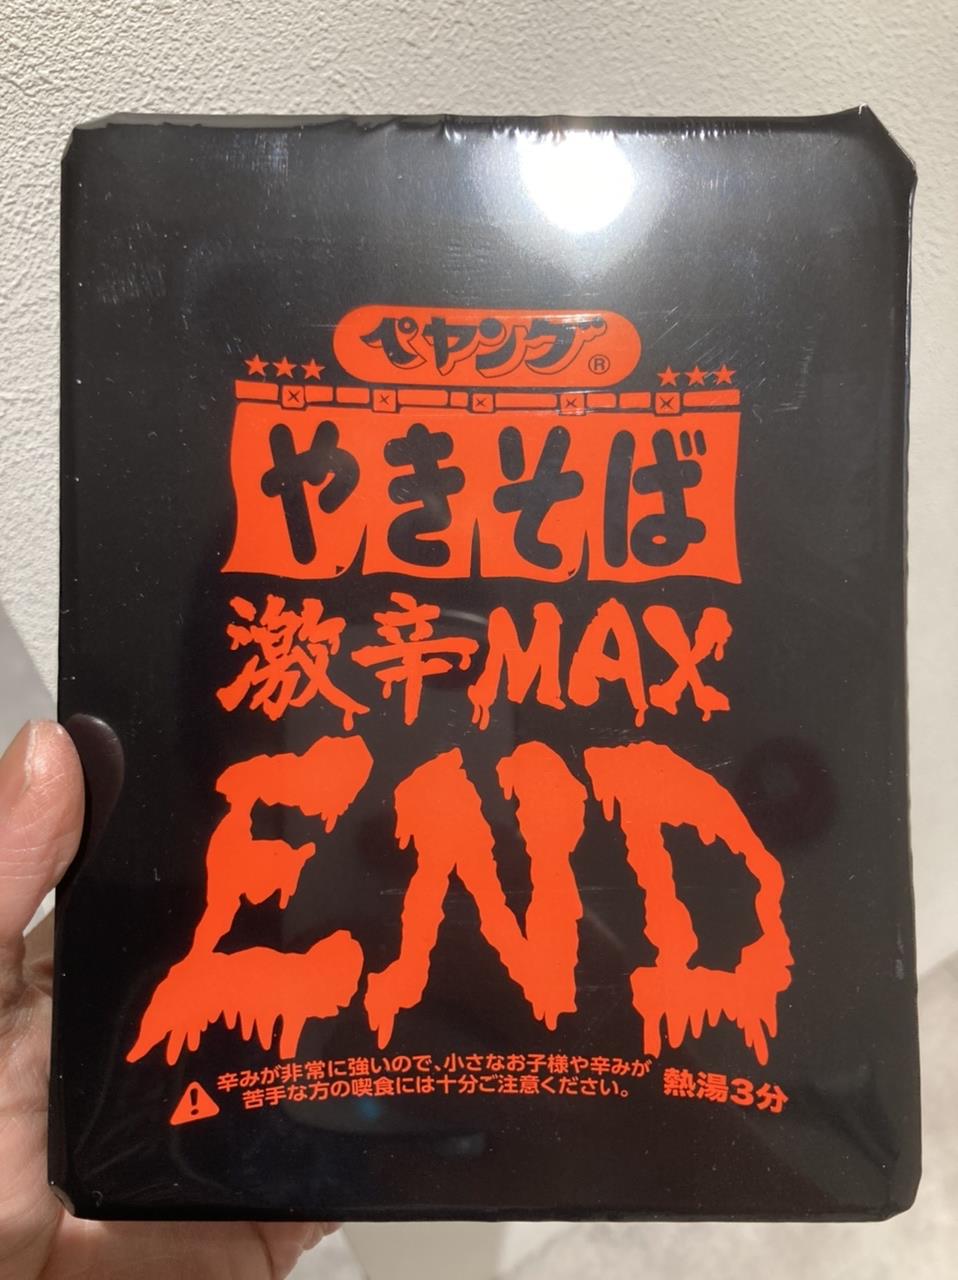 ペヤング®
★★★ ★★★
やきそば
激辛MAX
END
辛みが非常に強いので、小さなお子様や辛みが
苦手な方の喫食には十分ご注意ください。
熱湯3分